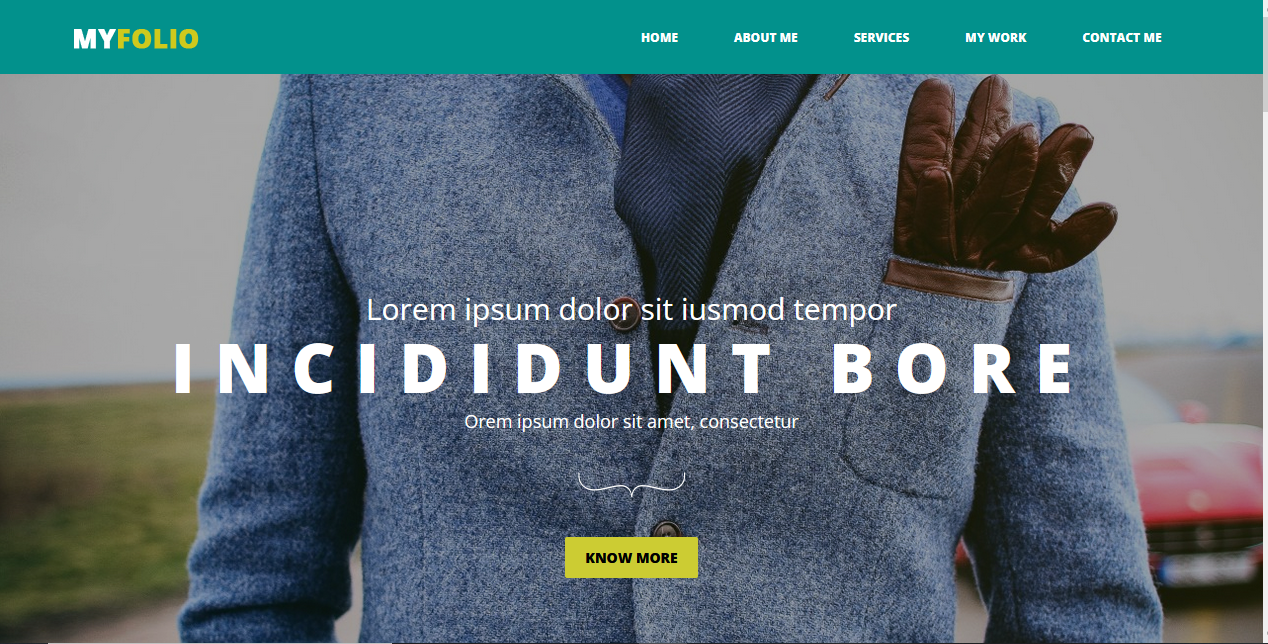 MYFOLIO
HOME ABOUT ME SERVICES MY WORK CONTACT ME
Lorem ipsum dolor sit iusmod tempor
INCIDIDUNT BORE
Orem ipsum dolor sit amet, consectetur
KNOW MORE